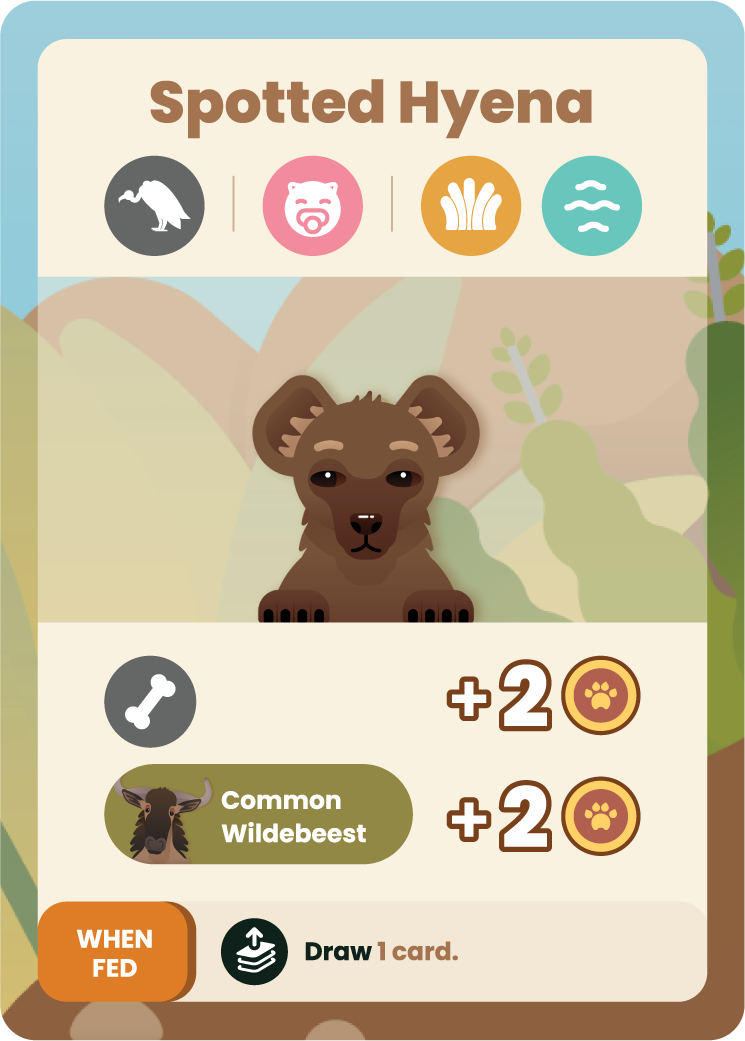 Spotted Hyena
+2
Common
Wildebeest
+2
WHEN
FED
Draw 1 card.